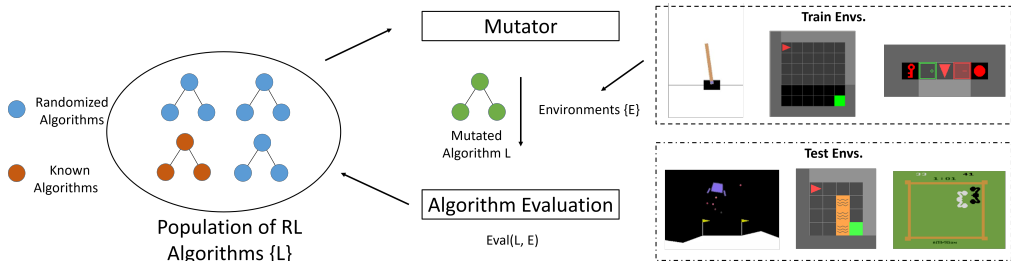 Randomized
Algorithms
Known
Algorithms
Population of RL
Algorithms {L}
Mutator
Mutated
Algorithm L
Environments {E}
Algorithm Evaluation
Eval(L, E)
Train Envs.
Test Envs.